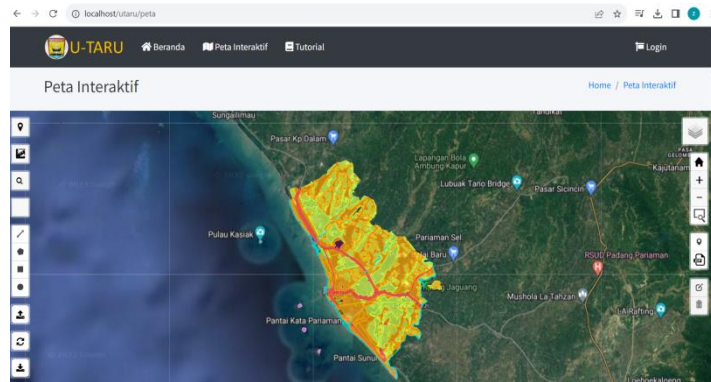 localhost/utaru/peta
U-TARU
Beranda
Peta Interaktif
Tutorial
Login
Peta Interaktif
Home / Peta Interaktif
Sungailimau
Pasar Kp Dalam
Lapangan Bola
Ambung Kapur
Kajutanam
Lubuak Tano Bridge
Pasar Sicincin
Pulau Kasiak
Pariaman Sel
RSUD Padang Pariaman
Jaguang
Mushola La Tahzan
Pantai Kata Pariaman
Pantai Sunur